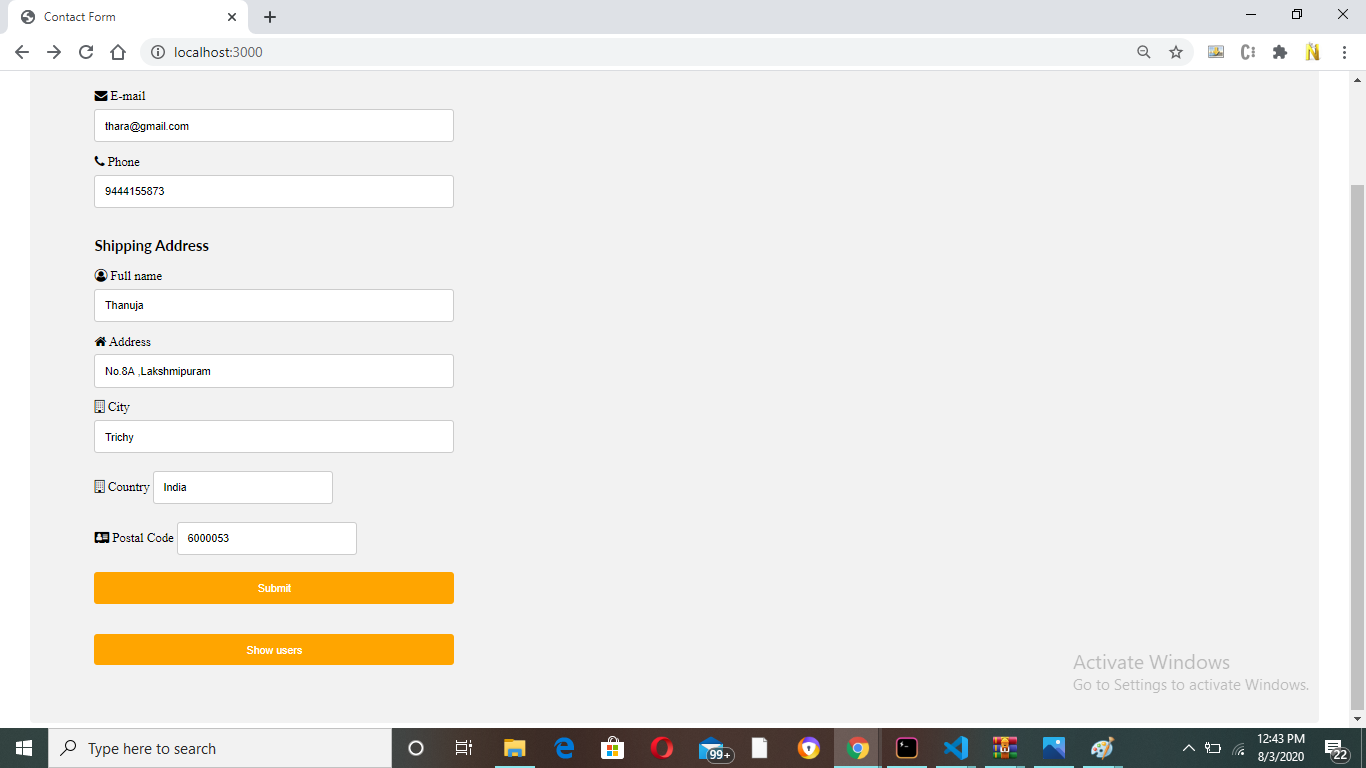 Contact Form
localhost:3000
E-mail
thara@gmail.com
Phone
9444155873
Shipping Address
Full name
Thanuja
Address
No.8A ,Lakshmipuram
City
Trichy
Country India
Postal Code 6000053
Submit
Show users
Activate Windows
Go to Settings to activate Windows.
Type here to search
99+
12:43 PM
8/3/2020
22